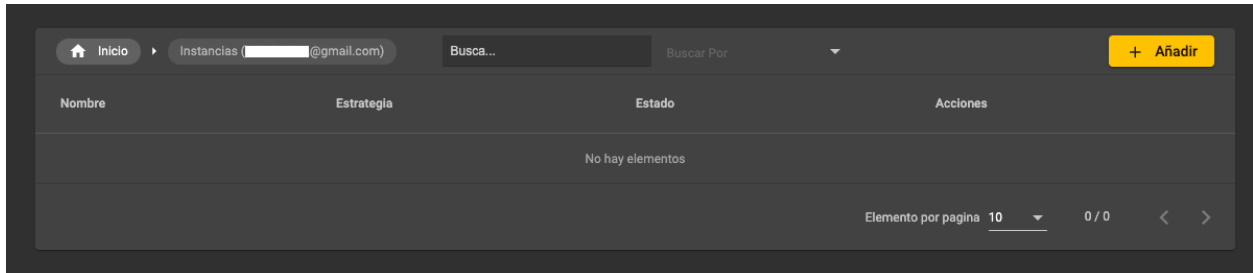 Inicio Instancias ( @gmail.com) Busca... Buscar Por + Añadir
Nombre Estrategia Estado Acciones
No hay elementos
Elemento por pagina 10 0 / 0